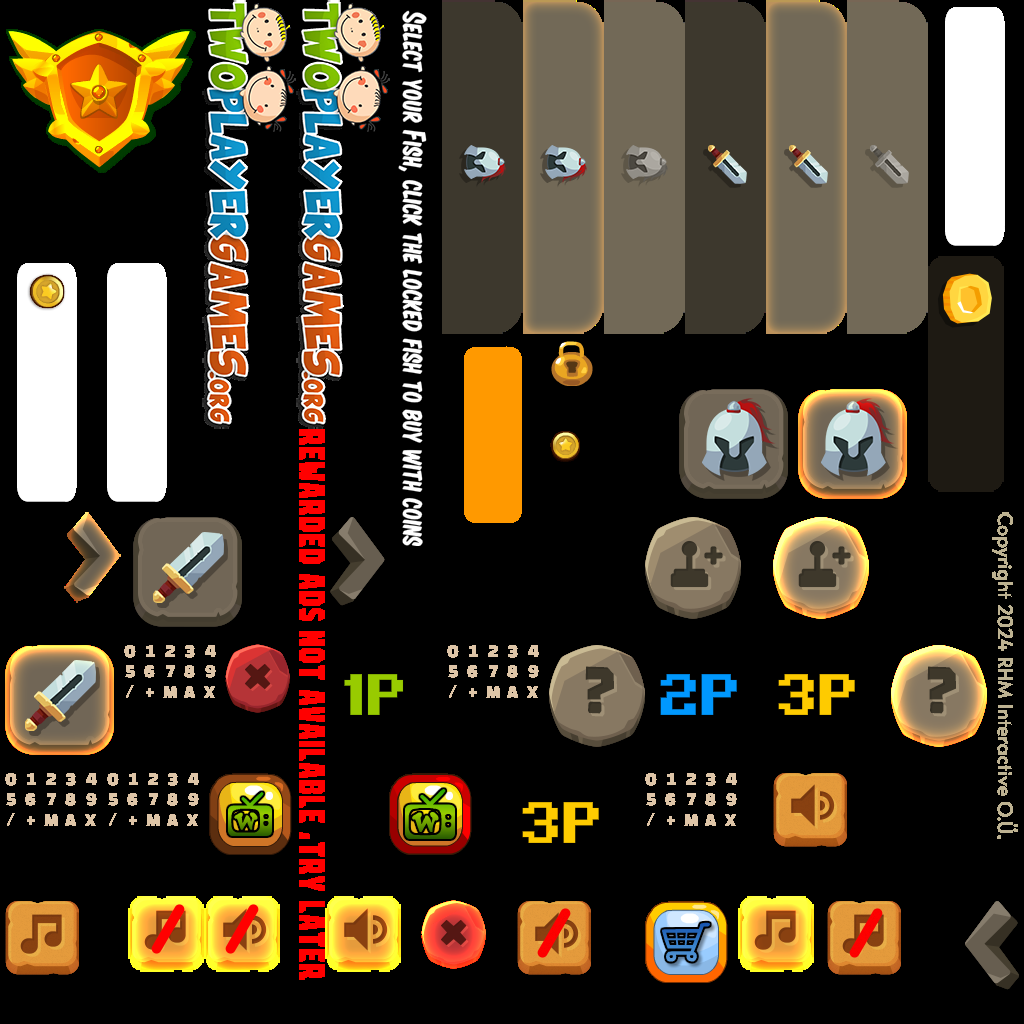 TWOPLAYERGAMES.ORG
TWOPLAYERGAMES.ORG
SELECT YOUR FISH, CLICK THE LOCKED FISH TO BUY WITH COINS
REWARDED ADS NOT AVAILABLE ,TRY LATER
Copyright 2024 RHM Interactive OÜ.
0 1 2 3 4
5 6 7 8 9
/ + M A X
1P
0 1 2 3 4
5 6 7 8 9
/ + M A X
?
2P
3P
?
0 1 2 3 4
5 6 7 8 9
/ + M A X
0 1 2 3 4
5 6 7 8 9
/ + M A X
W
W
3P
0 1 2 3 4
5 6 7 8 9
/ + M A X